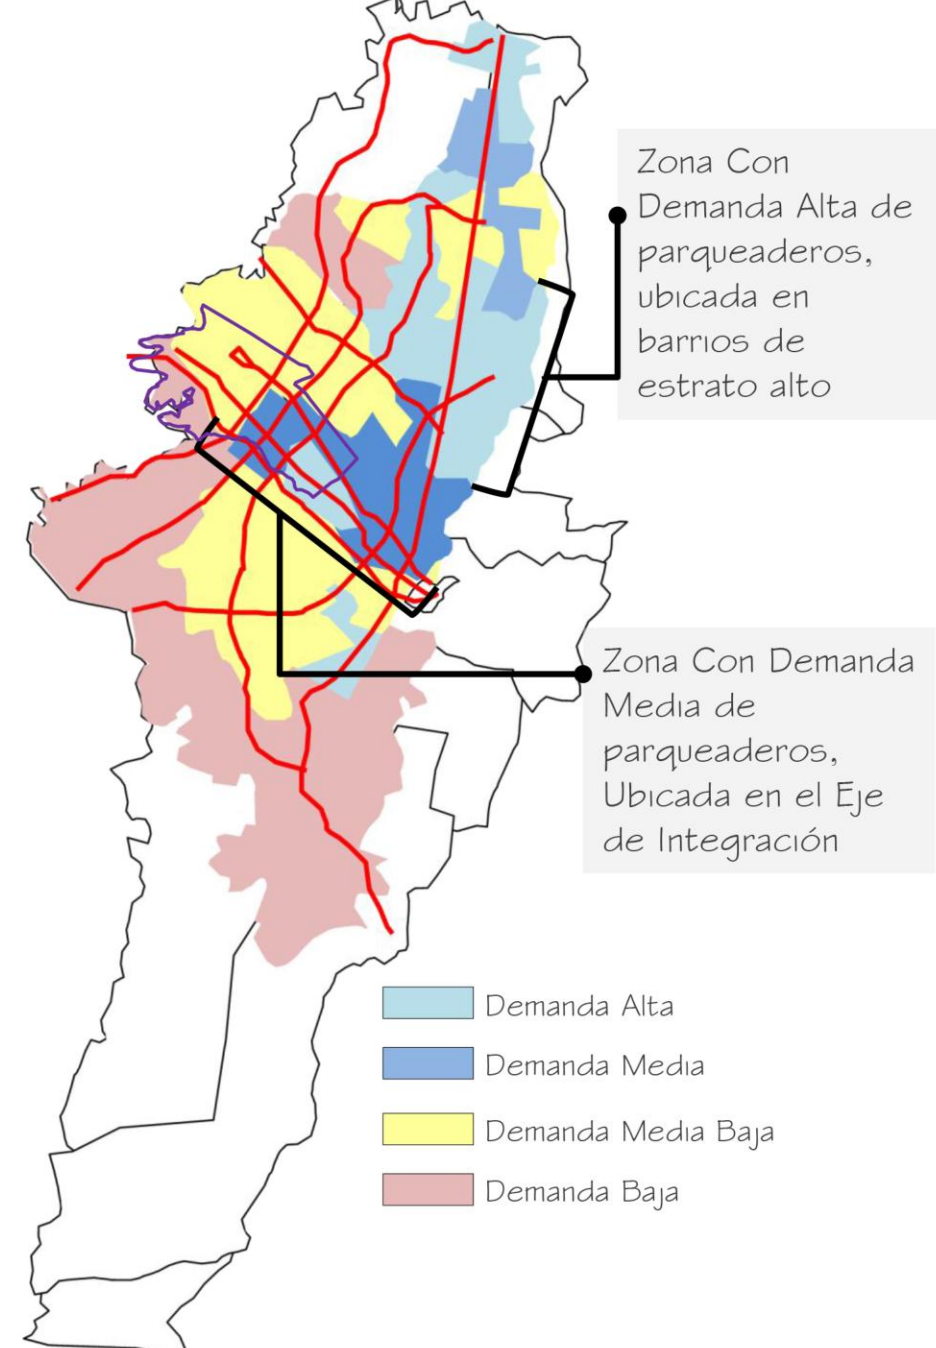 Zona Con
Demanda Alta de
parqueaderos,
ubicada en
barrios de
estrato alto
Zona Con Demanda
Media de
parqueaderos,
Ubicada en el Eje
de Integración
Demanda Alta
Demanda Media
Demanda Media Baja
Demanda Baja